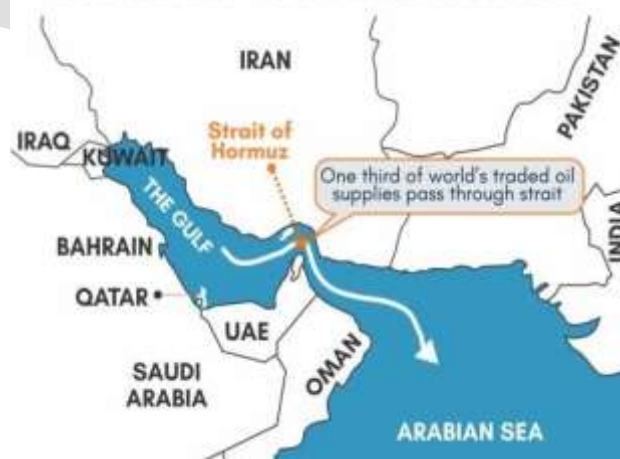 IRAN
PAKISTAN
IRAQ
KUWAIT
Strait of
Hormuz
One third of world's traded oil
supplies pass through strait
THE GULF
BAHRAIN
INDIA
QATAR
UAE
OMAN
SAUDI
ARABIA
ARABIAN SEA